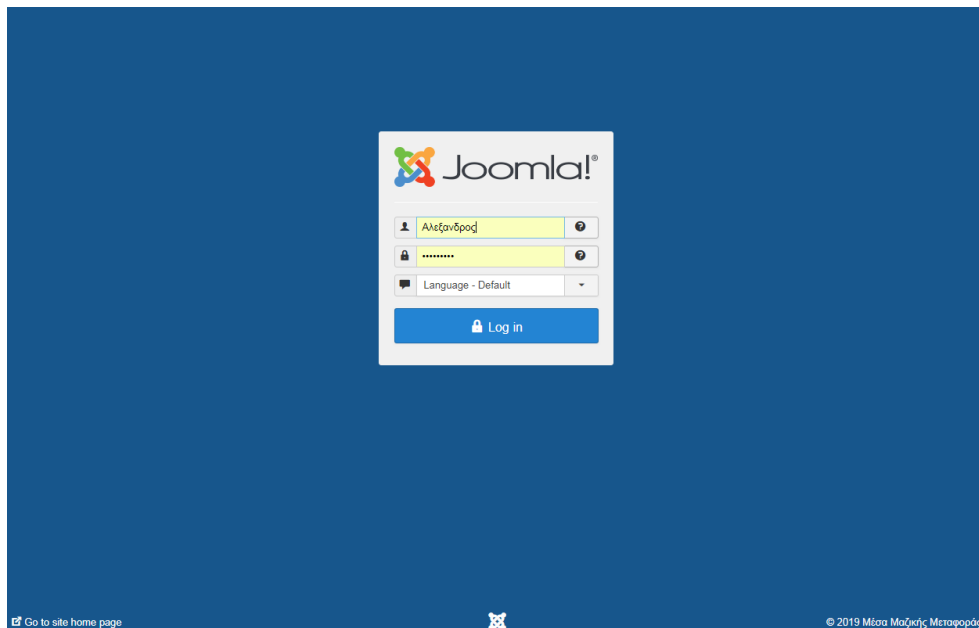 Joomla!®
Αλεξανδρος
•••••••••
Language - Default
Log in
Go to site home page
© 2019 Μέσα Μαζικής Μεταφοράς